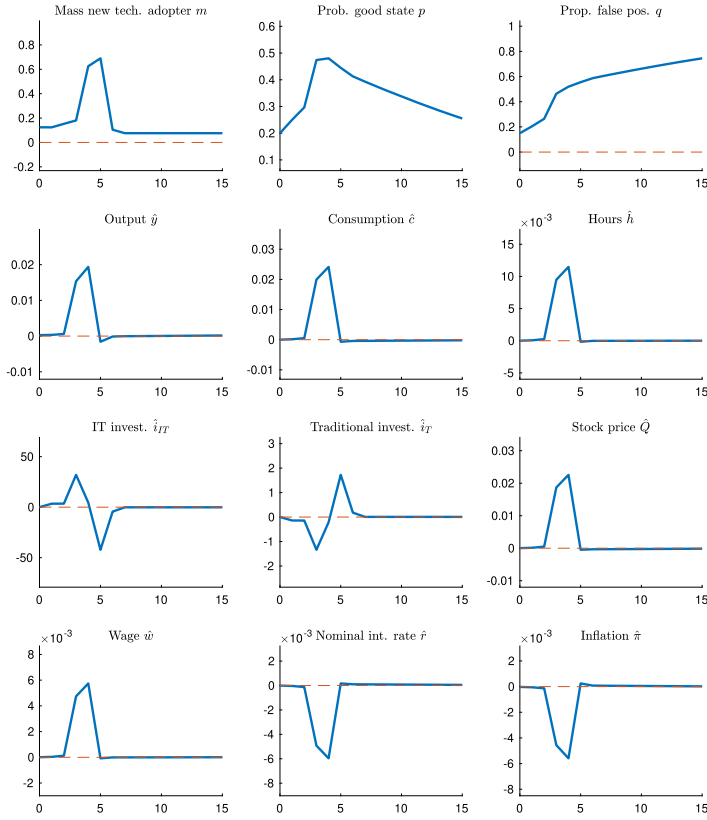 Mass new tech. adopter m Prob. good state p Prop. false pos. q
0.8 0.6 1
0.6 0.5 0.8
0.4 0.4 0.6
0.2 0.3 0.4
0 0.2 0.2
-0.2 0.1 0
0 5 10 15 0 5 10 15 0 5 10 15
Output ŷ Consumption ĉ ×10⁻³ Hours ĥ
0.02 0.03 15
0.01 0.02 10
0 0.01 5
-0.01 0 0
-0.01 -5
0 5 10 15 0 5 10 15 0 5 10 15
IT invest. î_IT Traditional invest. î_T Stock price Q̂
50 3 0.03
0 2 0.02
-50 1 0.01
0 0
-1 -0.01
-2
0 5 10 15 0 5 10 15 0 5 10 15
×10⁻³ Wage ŵ ×10⁻³ Nominal int. rate r̂ ×10⁻³ Inflation π̂
8 2 2
6 0 0
4 -2 -2
2 -4 -4
0 -6 -6
-2 -8 -8
0 5 10 15 0 5 10 15 0 5 10 15